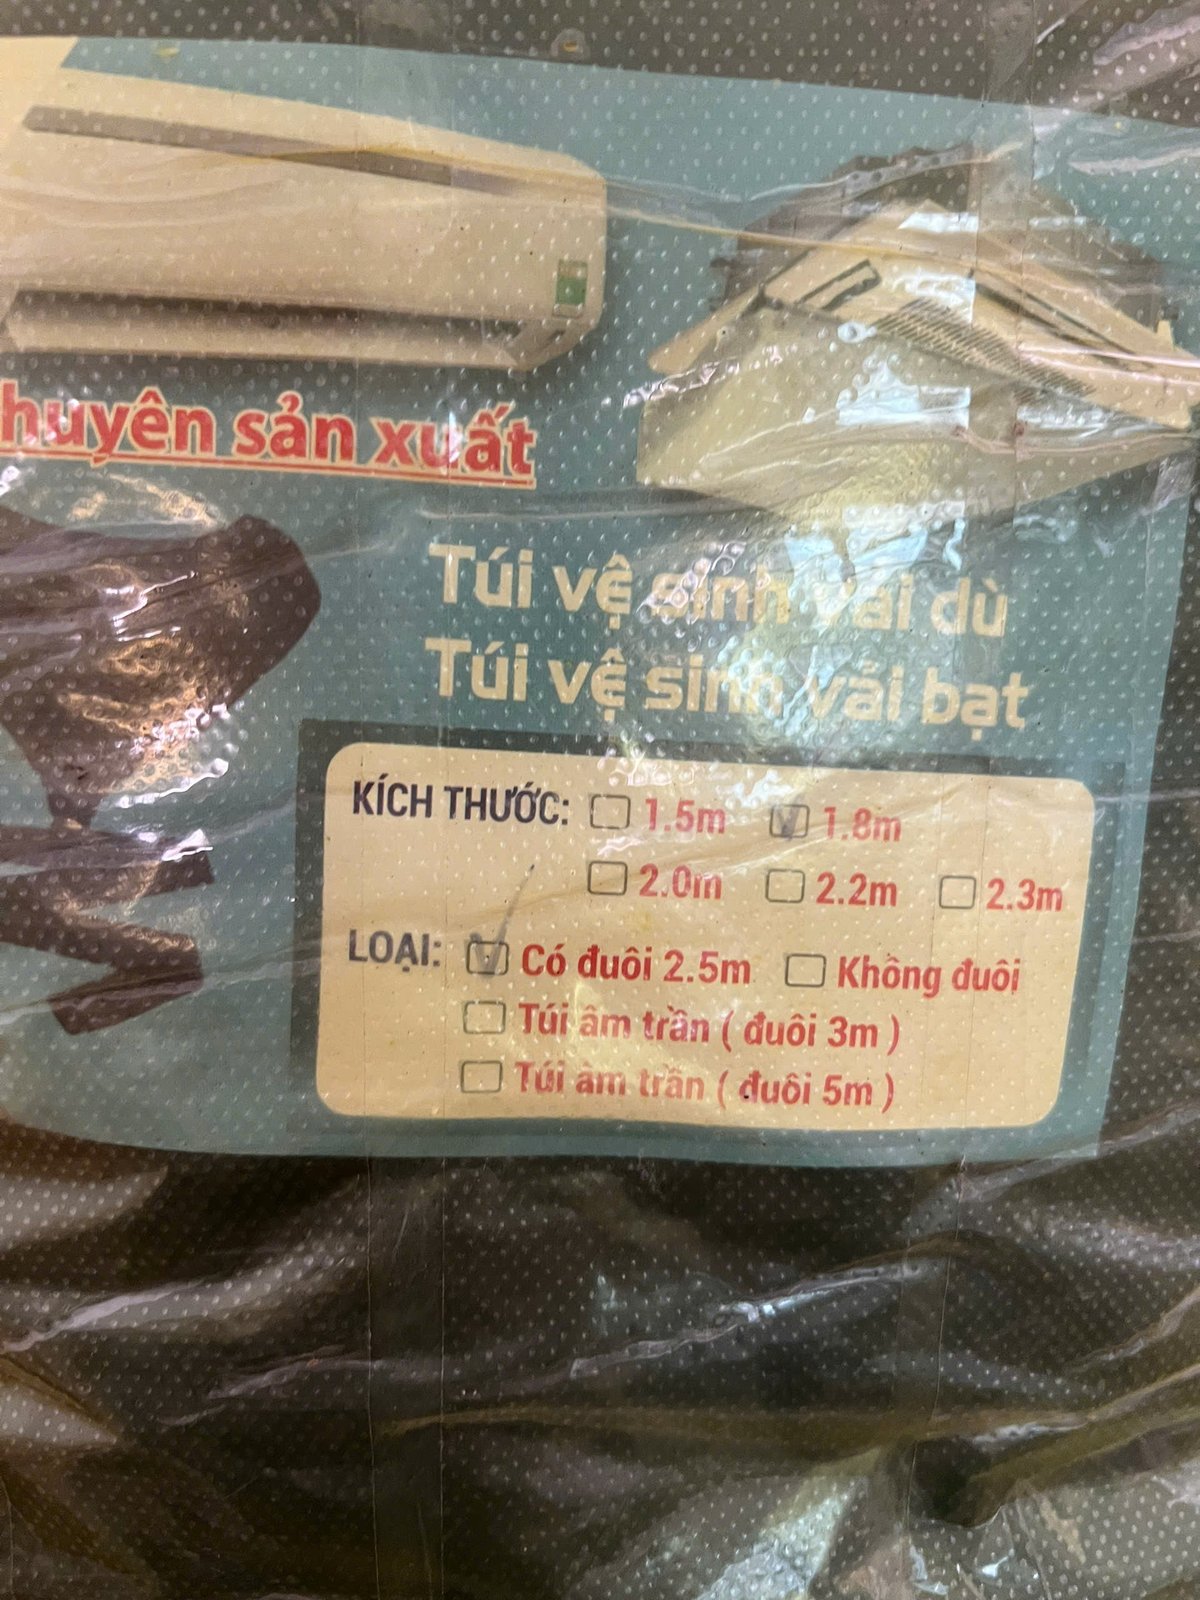 huyên sản xuất
Túi vệ sinh vải dù
Túi vệ sinh vải bạt
KÍCH THƯỚC: 1.5m 1.8m
2.0m 2.2m 2.3m
LOẠI: Có đuôi 2.5m Không đuôi
Túi âm trần ( đuôi 3m )
Túi âm trần ( đuôi 5m )